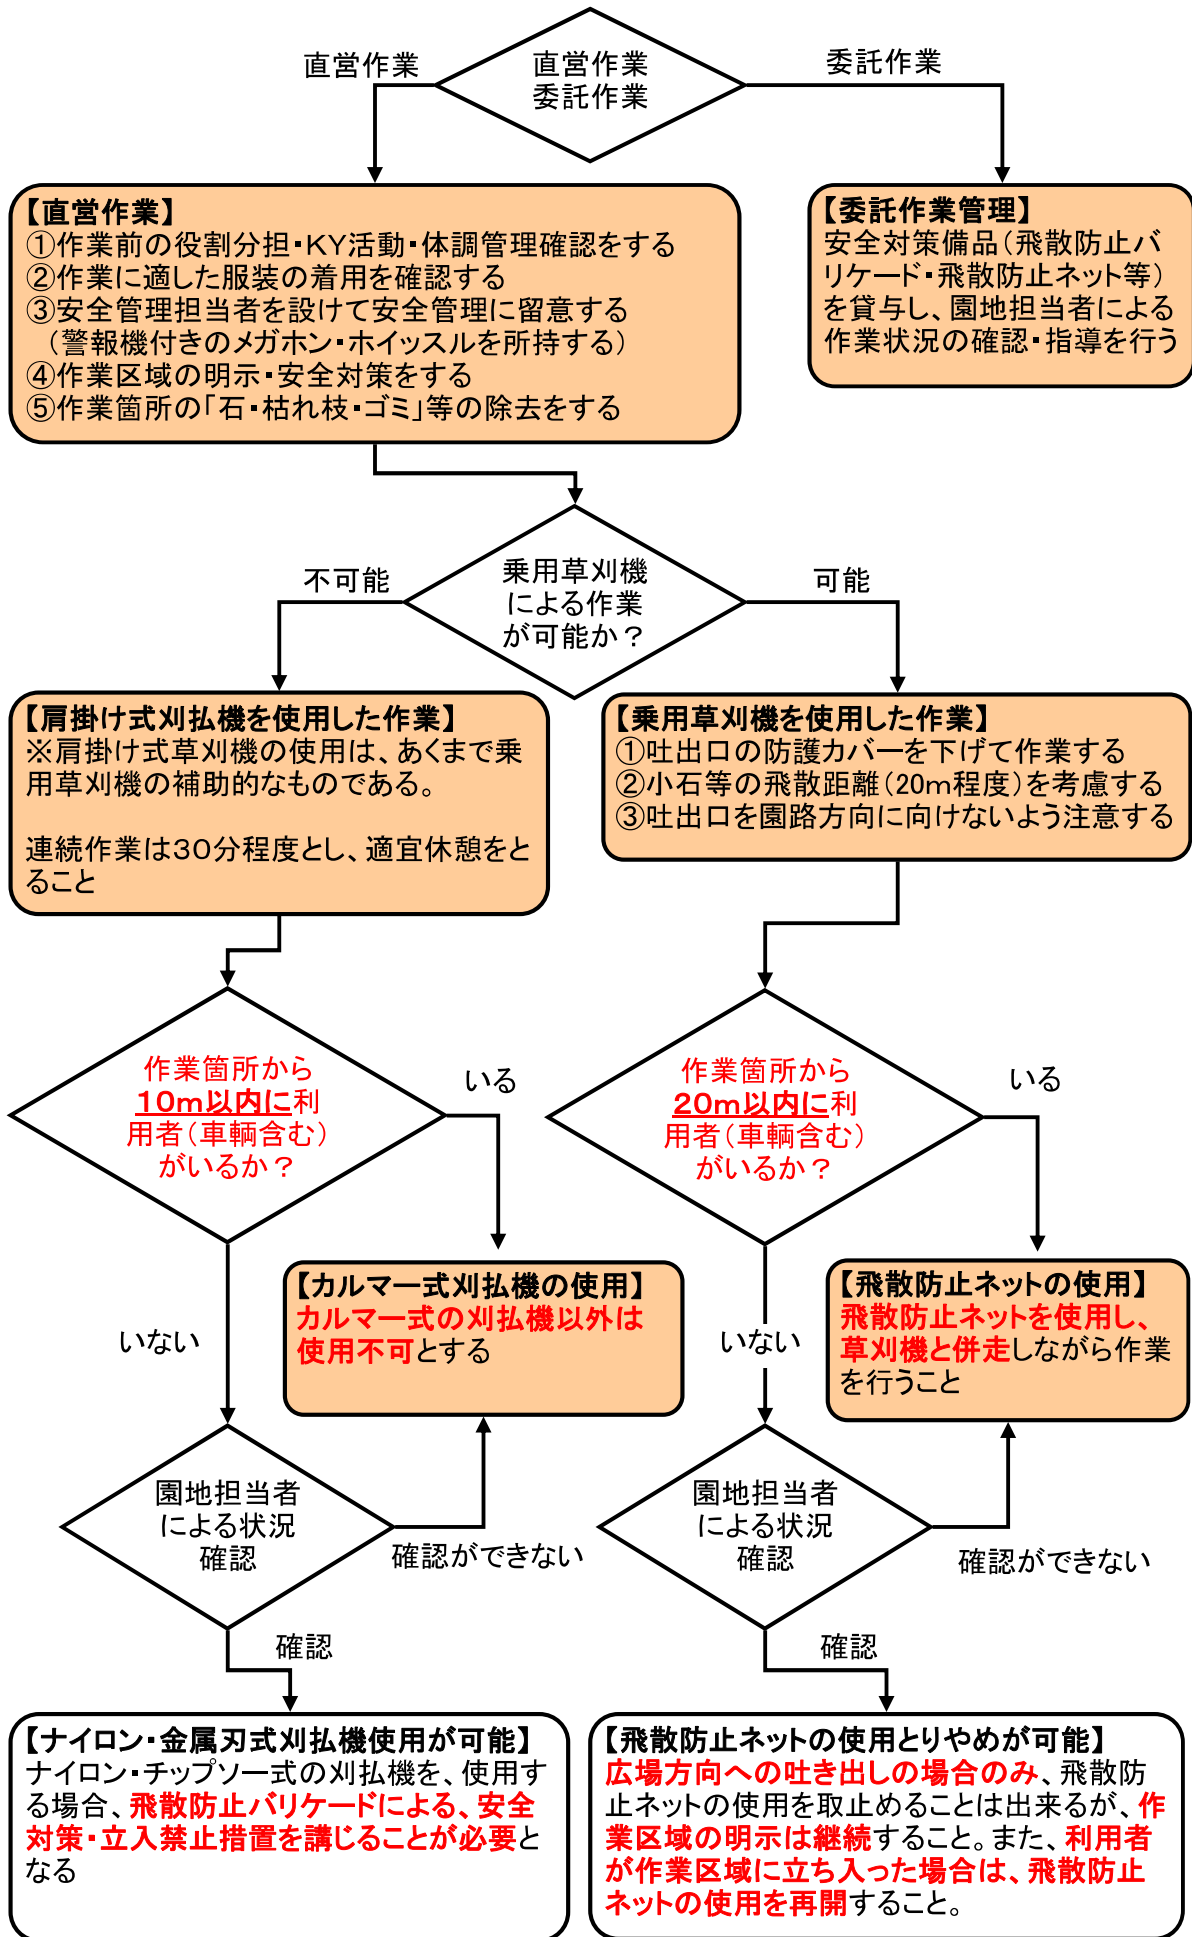 直営作業
直営作業
委託作業
委託作業
【直営作業】
①作業前の役割分担・KY活動・体調管理確認をする
②作業に適した服装の着用を確認する
③安全管理担当者を設けて安全管理に留意する
（警報機付きのメガホン・ホイッスルを所持する）
④作業区域の明示・安全対策をする
⑤作業箇所の「石・枯れ枝・ゴミ」等の除去をする
【委託作業管理】
安全対策備品（飛散防止バ
リケード・飛散防止ネット等）
を貸与し、園地担当者による
作業状況の確認・指導を行う
不可能
乗用草刈機
による作業
が可能か？
可能
【肩掛け式刈払機を使用した作業】
※肩掛け式草刈機の使用は、あくまで乗
用草刈機の補助的なものである。
連続作業は３０分程度とし、適宜休憩をと
ること
【乗用草刈機を使用した作業】
①吐出口の防護カバーを下げて作業する
②小石等の飛散距離（20m程度）を考慮する
③吐出口を園路方向に向けないよう注意する
作業箇所から
１０ｍ以内に利
用者（車輌含む）
がいるか？
いる
作業箇所から
２０ｍ以内に利
用者（車輌含む）
がいるか？
いる
いない
【カルマー式刈払機の使用】
カルマー式の刈払機以外は
使用不可とする
いない
【飛散防止ネットの使用】
飛散防止ネットを使用し、
草刈機と併走しながら作業
を行うこと
園地担当者
による状況
確認
確認ができない
園地担当者
による状況
確認
確認ができない
確認
確認
【ナイロン・金属刃式刈払機使用が可能】
ナイロン・チップソー式の刈払機を、使用す
る場合、飛散防止バリケードによる、安全
対策・立入禁止措置を講じることが必要と
なる
【飛散防止ネットの使用とりやめが可能】
広場方向への吐き出しの場合のみ、飛散防
止ネットの使用を取止めることは出来るが、作
業区域の明示は継続すること。また、利用者
が作業区域に立ち入った場合は、飛散防止
ネットの使用を再開すること。